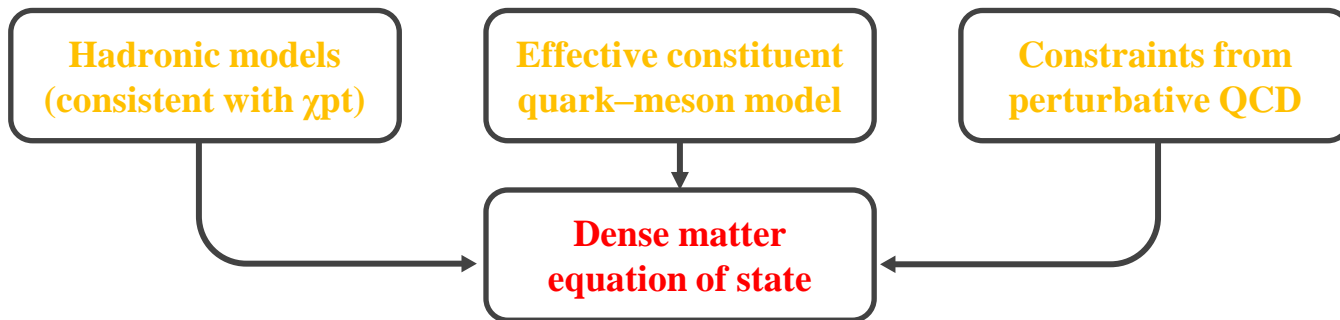 Hadronic models
(consistent with χpt)
Effective constituent
quark–meson model
Constraints from
perturbative QCD
Dense matter
equation of state